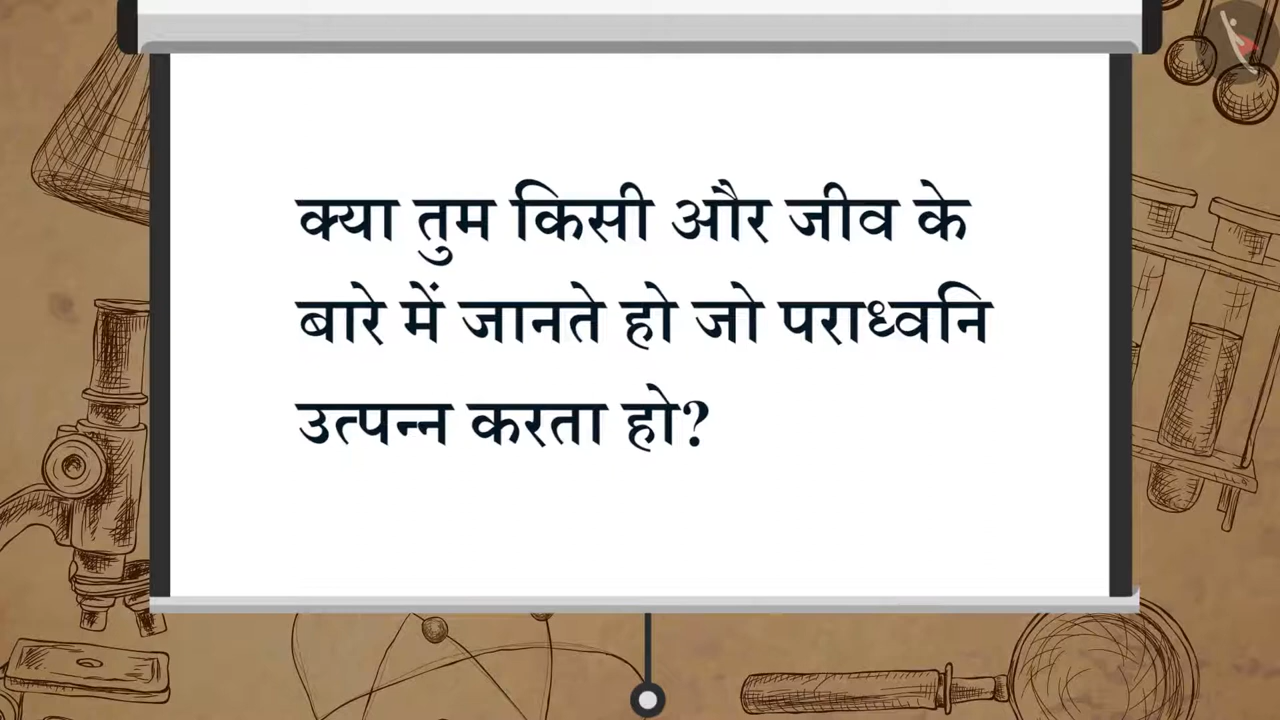 क्या तुम किसी और जीव के
बारे में जानते हो जो पराध्वनि
उत्पन्न करता हो?